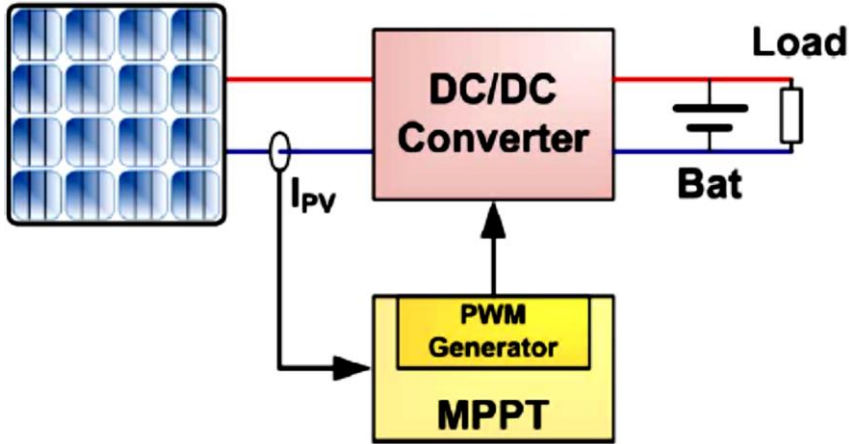 Load
DC/DC
Converter
Bat
IPV
PWM
Generator
MPPT